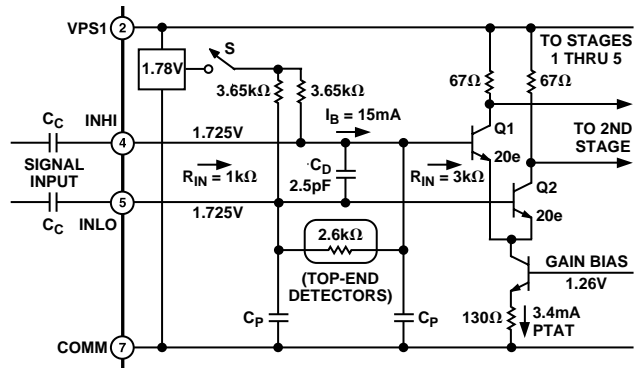 VPS1
2
1.78V
S
TO STAGES
1 THRU 5
67Ω
67Ω
3.65kΩ
3.65kΩ
CC
INHI
4
1.725V
IB = 15mA
Q1
20e
TO 2ND
STAGE
SIGNAL
INPUT
RIN = 1kΩ
CD
2.5pF
RIN = 3kΩ
Q2
20e
CC
INLO
5
1.725V
2.6kΩ
(TOP-END
DETECTORS)
GAIN BIAS
1.26V
CP
CP
130Ω
3.4mA
PTAT
COMM
7